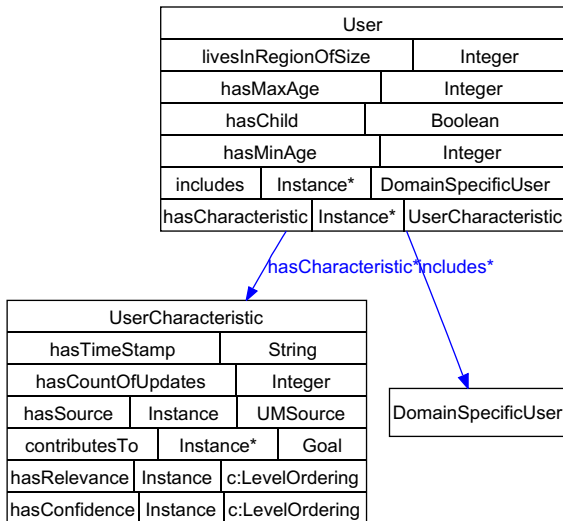 User
livesInRegionOfSize Integer
hasMaxAge Integer
hasChild Boolean
hasMinAge Integer
includes Instance* DomainSpecificUser
hasCharacteristic Instance* UserCharacteristic
hasCharacteristic* includes*
UserCharacteristic
hasTimeStamp String
hasCountOfUpdates Integer
hasSource Instance UMSource
contributesTo Instance* Goal
hasRelevance Instance c:LevelOrdering
hasConfidence Instance c:LevelOrdering
DomainSpecificUser